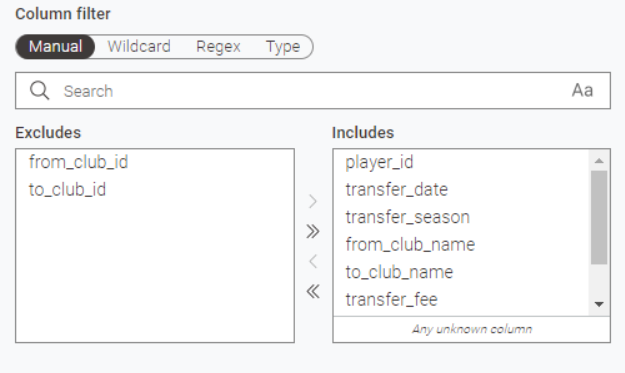 Column filter
Manual Wildcard Regex Type
Search Aa
Excludes
from_club_id
to_club_id
Includes
player_id
transfer_date
transfer_season
from_club_name
to_club_name
transfer_fee
Any unknown column